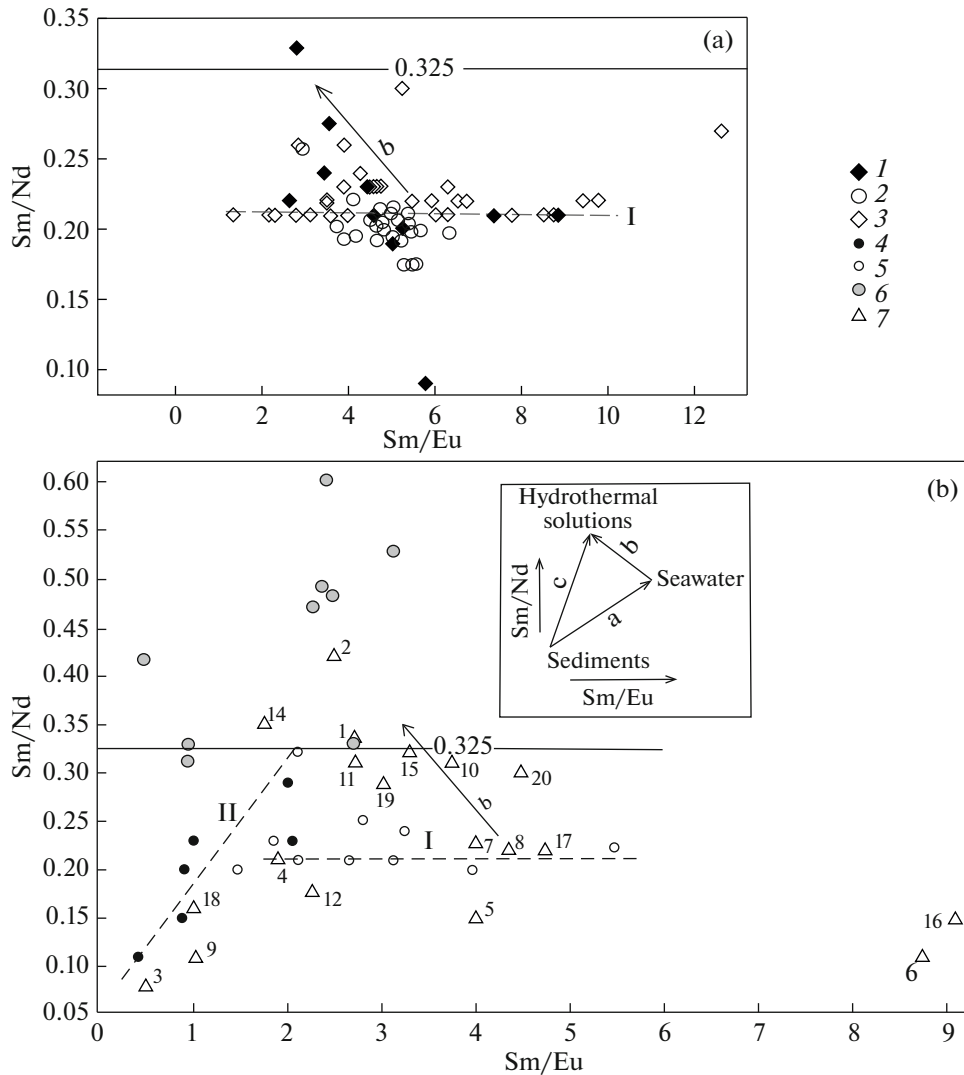 (a)
0.35
0.30
0.25
0.20
0.15
0.10
Sm/Nd
0.325
b
I
0 2 4 6 8 10 12
Sm/Eu
1
2
3
4
5
6
7
(b)
0.60
0.55
0.50
0.45
0.40
0.35
0.30
0.25
0.20
0.15
0.10
0.05
Sm/Nd
Hydrothermal
solutions
b
c
Seawater
a
Sm/Nd
Sediments
Sm/Eu
2
14
1
0.325
11
15
10
20
19
II
b
I
7
8
17
4
12
18
5
16
9
6
3
0 1 2 3 4 5 6 7 8 9
Sm/Eu